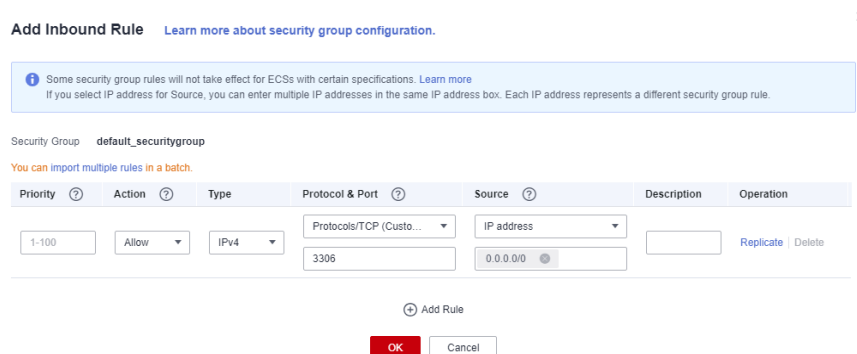 Add Inbound Rule Learn more about security group configuration.
Some security group rules will not take effect for ECSs with certain specifications. Learn more
If you select IP address for Source, you can enter multiple IP addresses in the same IP address box. Each IP address represents a different security group rule.
Security Group default_securitygroup
You can import multiple rules in a batch.
Priority Action Type Protocol & Port Source Description Operation
Protocols/TCP (Custo... IP address
1-100 Allow IPv4 Replicate Delete
3306 0.0.0.0/0
Add Rule
OK Cancel